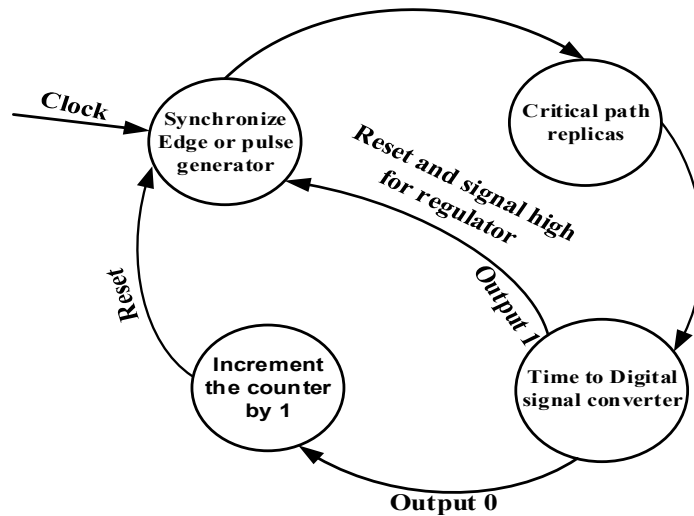 Clock
Synchronize
Edge or pulse
generator
Critical path
replicas
Reset and signal high
for regulator
Output 1
Reset
Increment
the counter
by 1
Time to Digital
signal converter
Output 0